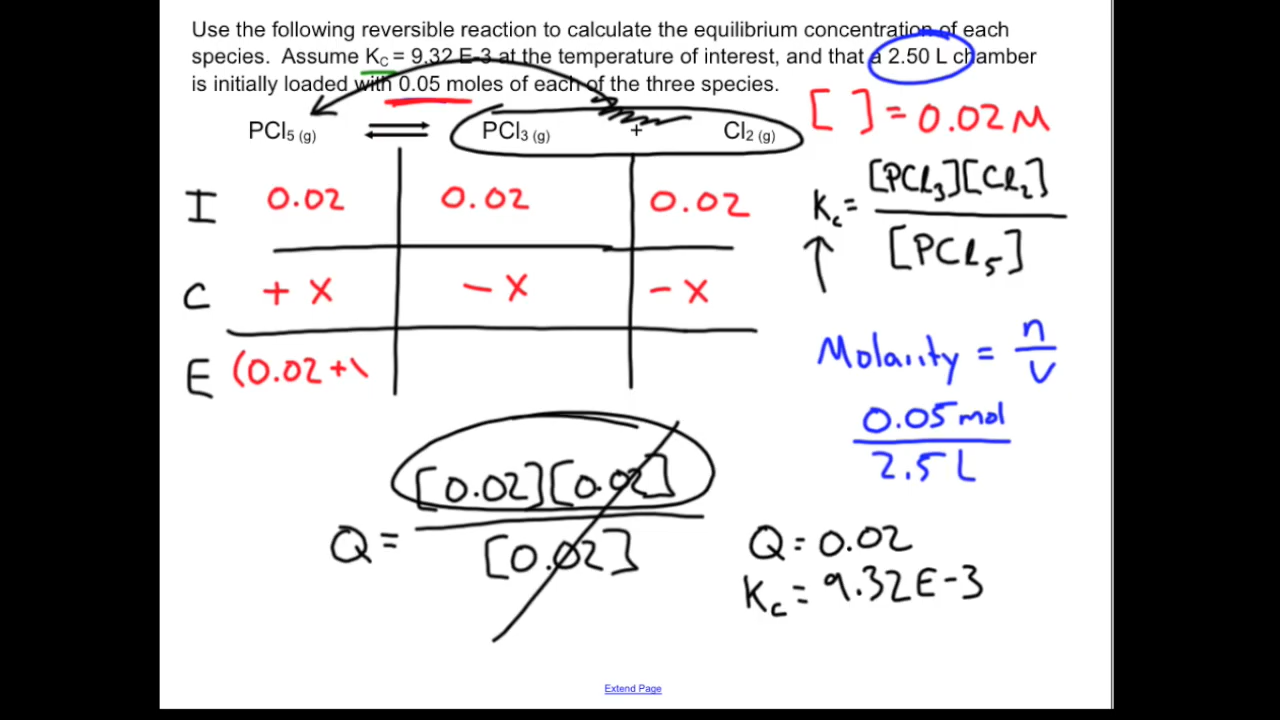 Use the following reversible reaction to calculate the equilibrium concentration of each
species. Assume KC = 9.32 E-3 at the temperature of interest, and that a 2.50 L chamber
is initially loaded with 0.05 moles of each of the three species.
[ ] = 0.02 M
PCl5 (g) ⇌ PCl3 (g) + Cl2 (g)
I 0.02 0.02 0.02
Kc = [PCl3][Cl2] / [PCl5]
C + X - X - X
E (0.02 +
Molarity = n / V
0.05 mol / 2.5 L
Q = [0.02][0.02] / [0.02]
Q = 0.02
Kc = 9.32 E-3
Extend Page